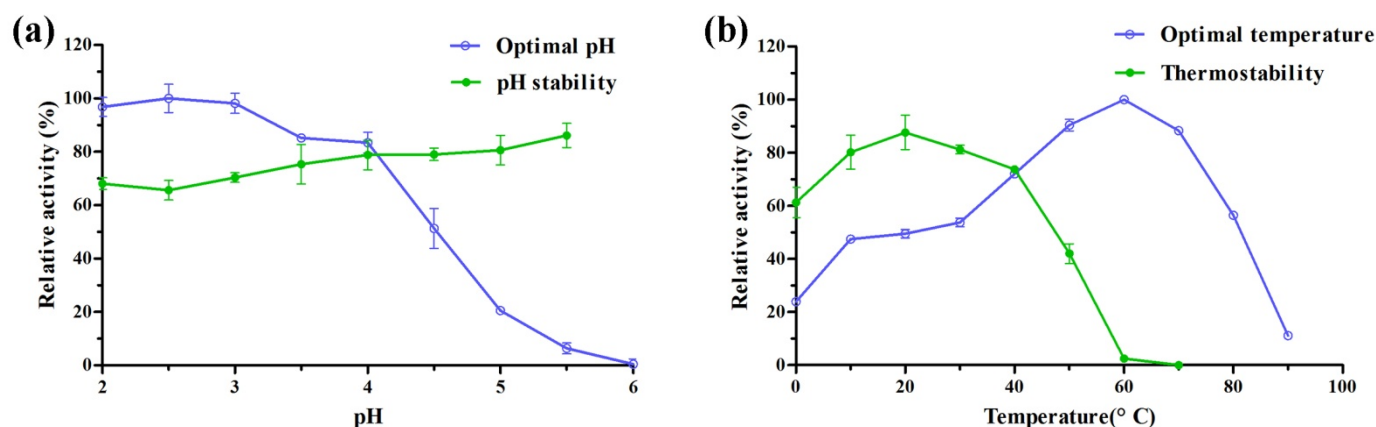 (a)
Optimal pH
pH stability
Relative activity (%)
120
100
80
60
40
20
0
2 3 4 5 6
pH
(b)
Optimal temperature
Thermostability
Relative activity (%)
120
100
80
60
40
20
0
0 20 40 60 80 100
Temperature(° C)